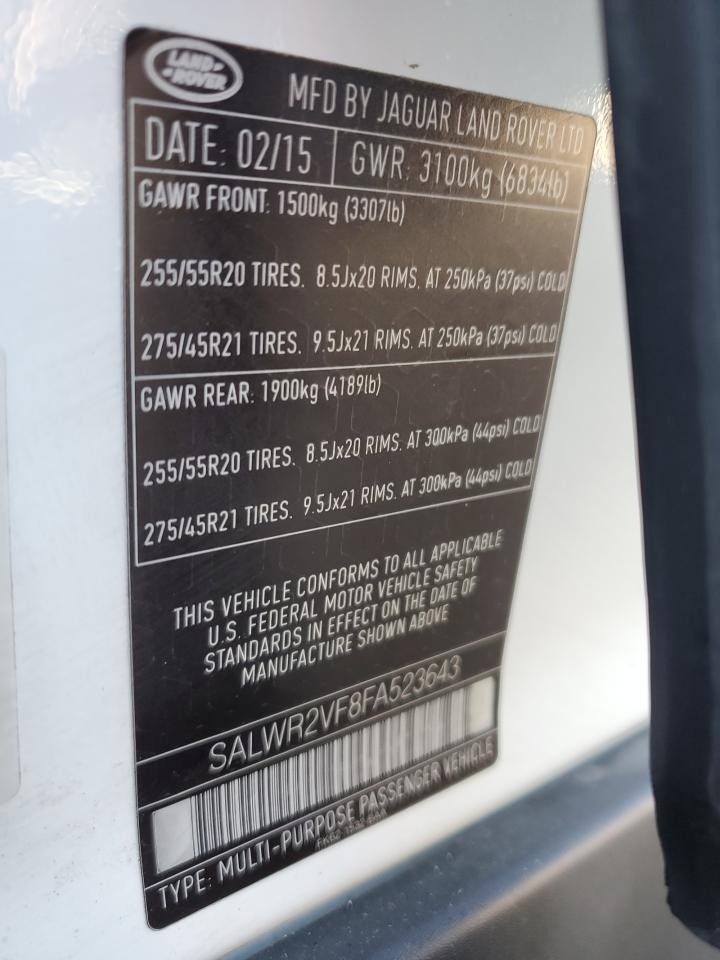 LAND-
-ROVER
MFD BY JAGUAR LAND ROVER LTD
DATE: 02/15 GWR: 3100kg (6834lb)
GAWR FRONT: 1500kg (3307lb)
255/55R20 TIRES. 8.5Jx20 RIMS. AT 250kPa (37psi) COLD
275/45R21 TIRES. 9.5Jx21 RIMS. AT 250kPa (37psi) COLD
GAWR REAR: 1900kg (4189lb)
255/55R20 TIRES. 8.5Jx20 RIMS. AT 300kPa (44psi) COLD
275/45R21 TIRES. 9.5Jx21 RIMS. AT 300kPa (44psi) COLD
THIS VEHICLE CONFORMS TO ALL APPLICABLE
U.S. FEDERAL MOTOR VEHICLE SAFETY
STANDARDS IN EFFECT ON THE DATE OF
MANUFACTURE SHOWN ABOVE
SALWR2VF8FA523643
TYPE: MULTI-PURPOSE PASSENGER VEHICLE